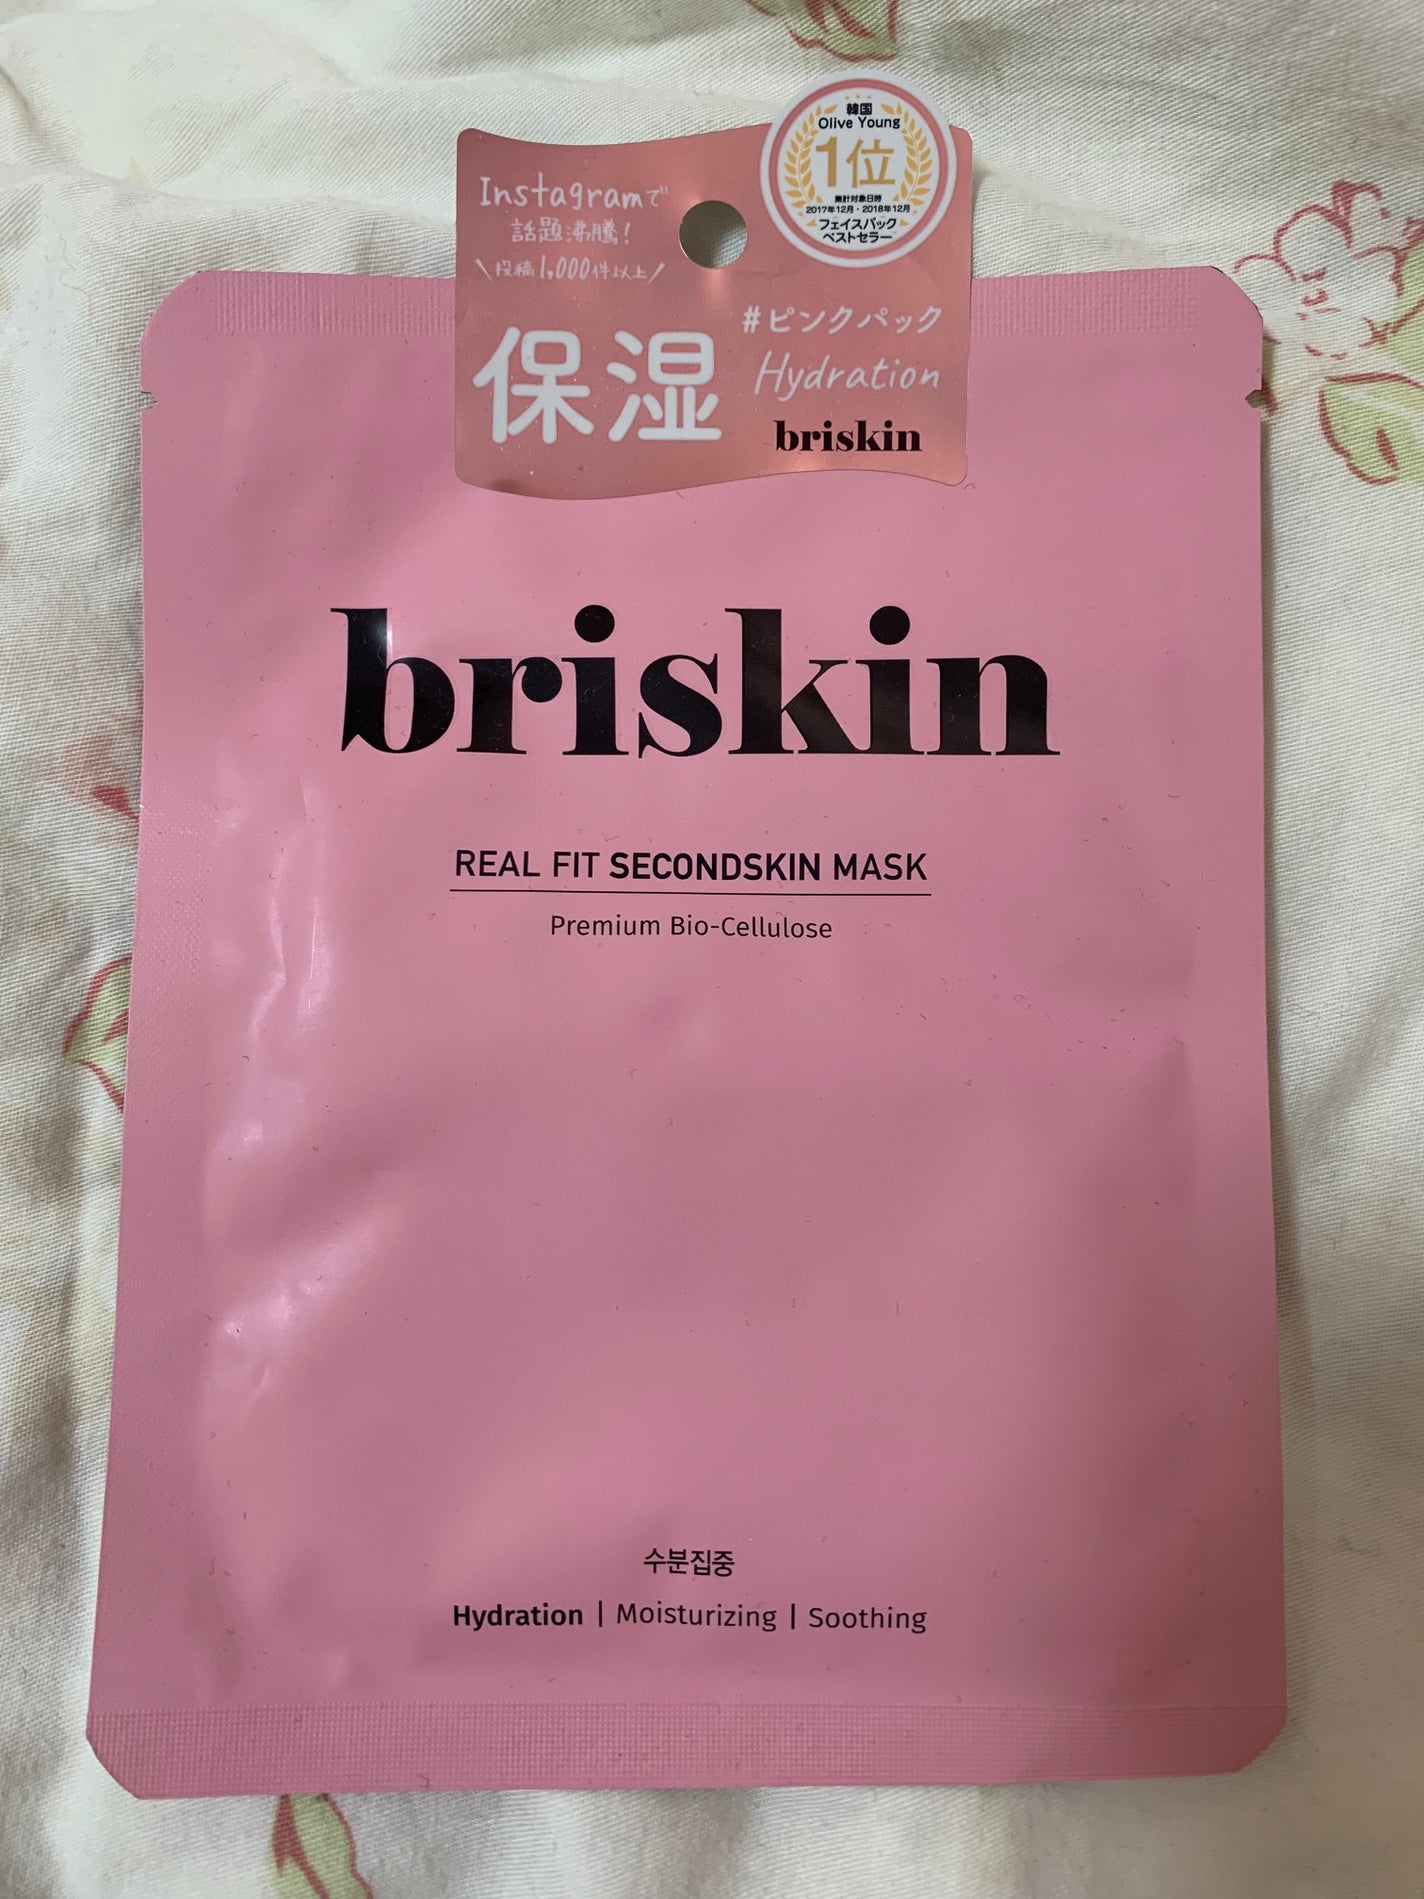 韓国
Olive Young
1位
集計対象日時
2017年12月・2018年12月
フェイスパック
ベストセラー
Instagramで
話題沸騰!
\投稿1,000件以上/
保湿
#ピンクパック
Hydration
briskin
briskin
REAL FIT SECONDSKIN MASK
Premium Bio-Cellulose
수분집중
Hydration | Moisturizing | Soothing